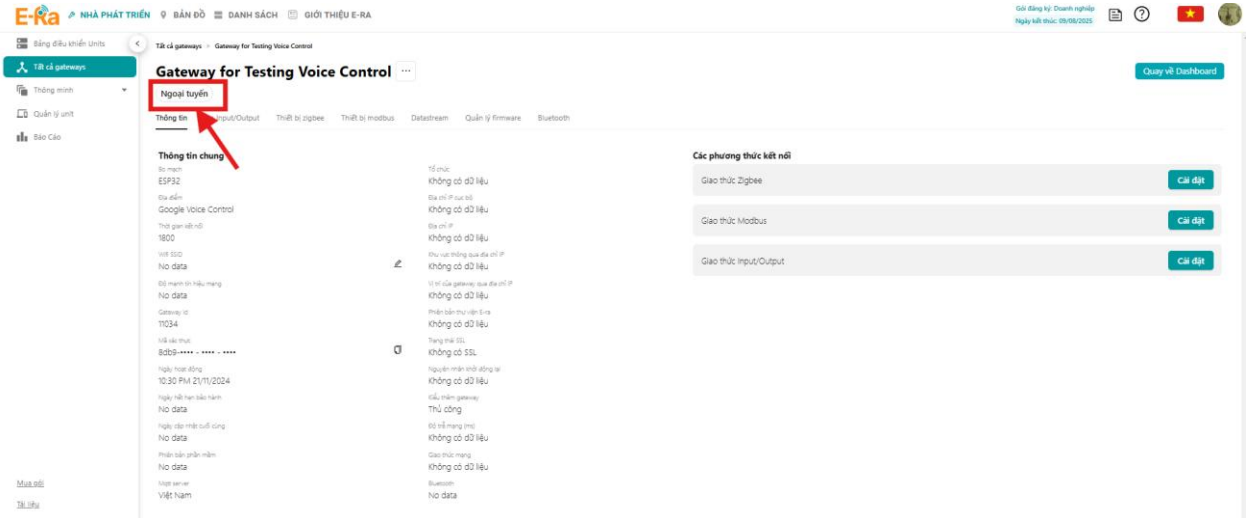 E-Ra NHÀ PHÁT TRIỂN BẢN ĐỒ DANH SÁCH GIỚI THIỆU E-RA
Gói đăng ký: Doanh nghiệp
Ngày kết thúc: 09/08/2025
Bảng điều khiển Units
Tất cả gateways
Thông minh
Quản lý unit
Báo Cáo
Mua gói
Tài liệu
Tất cả gateways > Gateway for Testing Voice Control
Gateway for Testing Voice Control ...
Quay về Dashboard
Ngoại tuyến
Thông tin Input/Output Thiết bị zigbee Thiết bị modbus Datastream Quản lý firmware Bluetooth
Thông tin chung
Bo mạch
ESP32
Địa điểm
Google Voice Control
Thời gian kết nối
1800
Wifi SSID
No data
Độ mạnh tín hiệu mạng
No data
Gateway id
11034
Mã xác thực
8db9-•••• - •••• - ••••
Ngày hoạt động
10:30 PM 21/11/2024
Ngày hết hạn bảo hành
No data
Ngày cập nhật cuối cùng
No data
Phiên bản phần mềm
No data
Một server
Việt Nam
Tổ chức
Không có dữ liệu
Địa chỉ IP cục bộ
Không có dữ liệu
Địa chỉ IP
Không có dữ liệu
Khu vực thông qua địa chỉ IP
Không có dữ liệu
Vị trí của gateway qua địa chỉ IP
Không có dữ liệu
Phiên bản thư viện E-ra
Không có dữ liệu
Trạng thái SSL
Không có SSL
Nguyên nhân khởi động lại
Không có dữ liệu
Kiểu thêm gateway
Thủ công
Độ trễ mạng (ms)
Không có dữ liệu
Giao thức mạng
Không có dữ liệu
Bluetooth
No data
Các phương thức kết nối
Giao thức Zigbee Cài đặt
Giao thức Modbus Cài đặt
Giao thức Input/Output Cài đặt